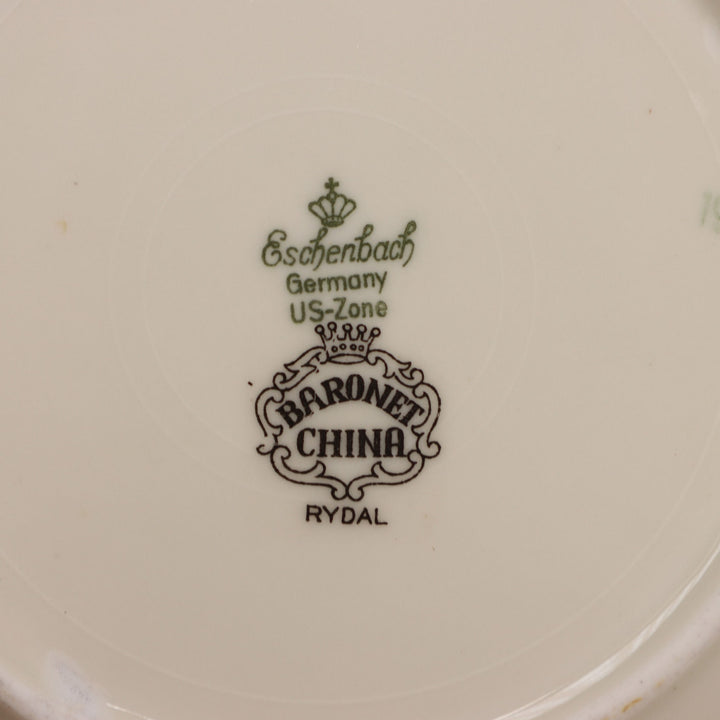 Eschenbach
Germany
US-Zone
BARONET
CHINA
RYDAL